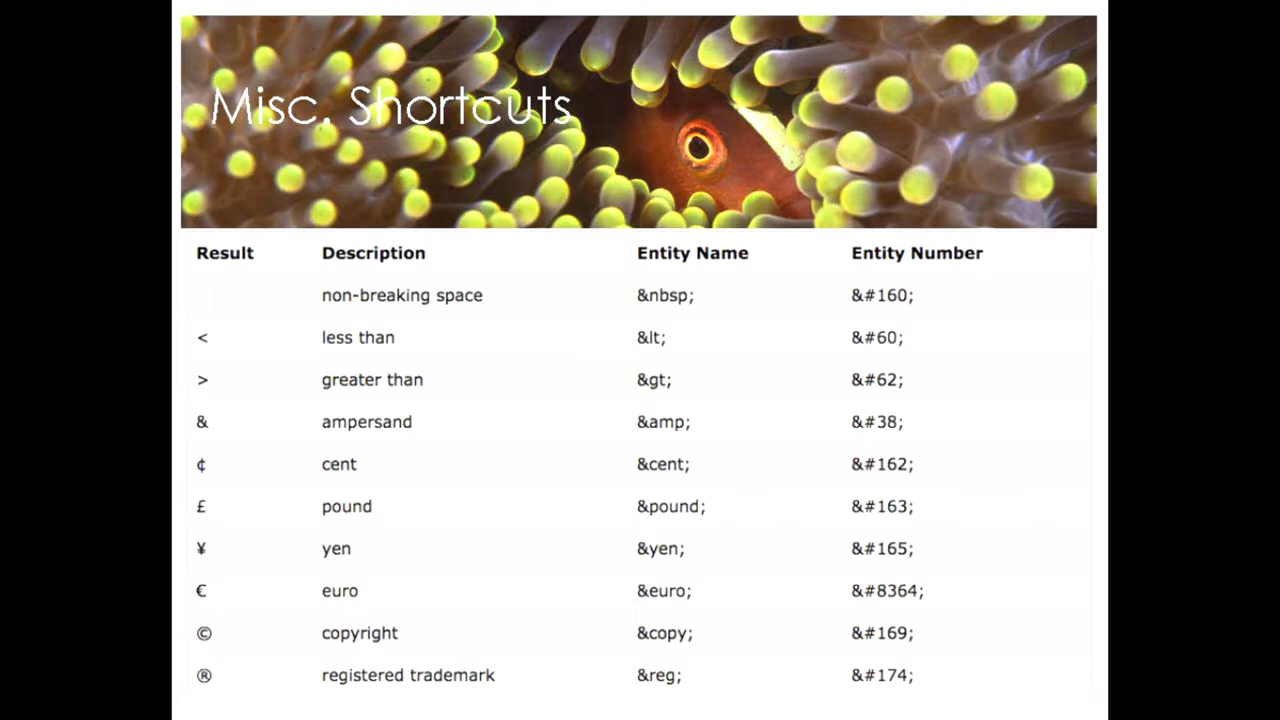 Misc. Shortcuts
Result Description Entity Name Entity Number
non-breaking space &nbsp; &#160;
< less than &lt; &#60;
> greater than &gt; &#62;
& ampersand &amp; &#38;
¢ cent &cent; &#162;
£ pound &pound; &#163;
¥ yen &yen; &#165;
€ euro &euro; &#8364;
© copyright &copy; &#169;
® registered trademark &reg; &#174;